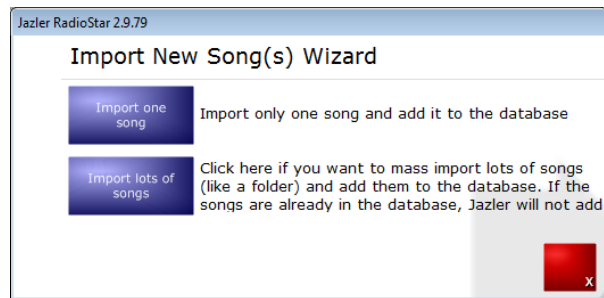 Jazler RadioStar 2.9.79
Import New Song(s) Wizard
Import one
song
Import only one song and add it to the database
Import lots of
songs
Click here if you want to mass import lots of songs
(like a folder) and add them to the database. If the
songs are already in the database, Jazler will not add
X